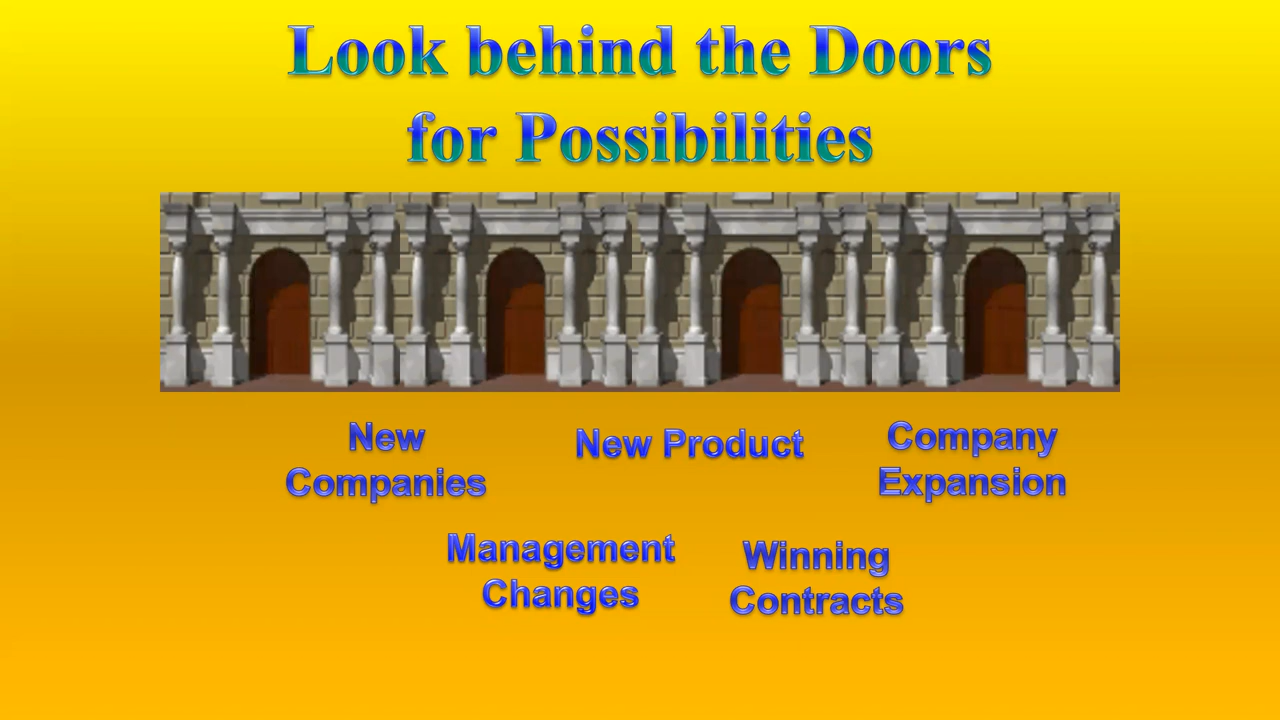 Look behind the Doors
for Possibilities
New
Companies
New Product
Company
Expansion
Management
Changes
Winning
Contracts